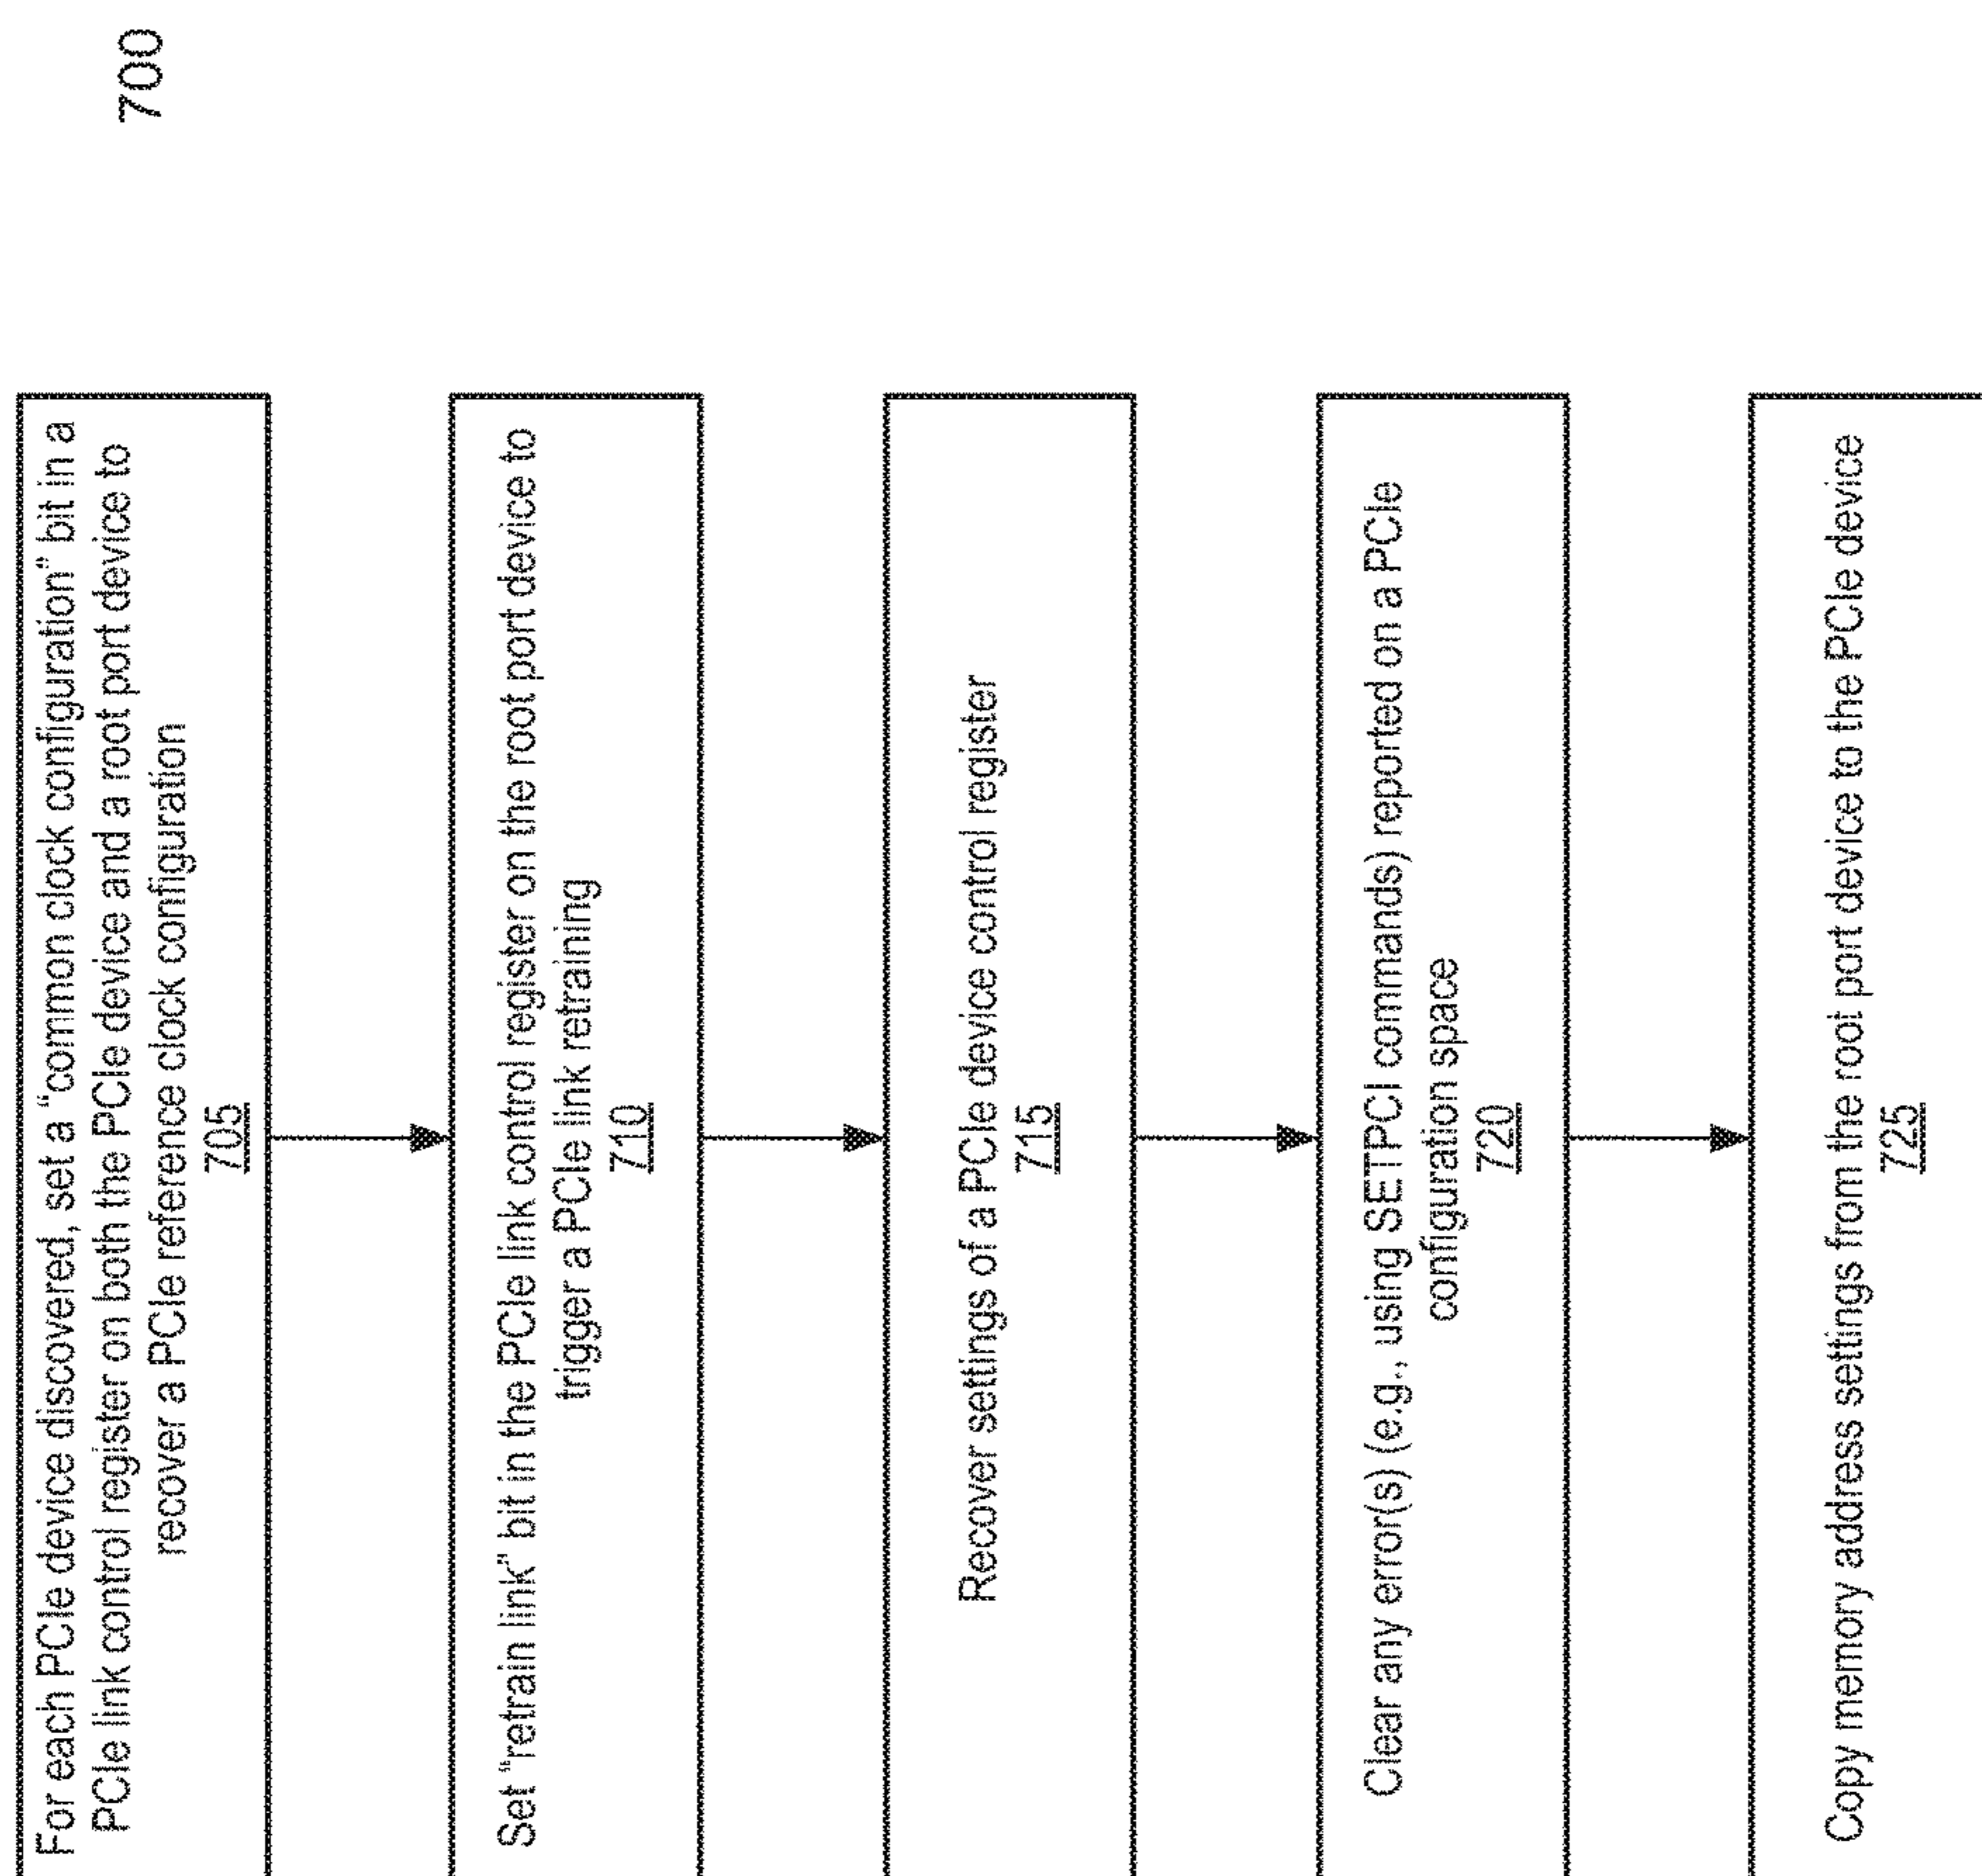 700
For each PCIe device discovered, set a “common clock configuration” bit in a
PCIe link control register on both the PCIe device and a root port device to
recover a PCIe reference clock configuration
705
Set “retrain link” bit in the PCIe link control register on the root port device to
trigger a PCIe link retraining
710
Recover settings of a PCIe device control register
715
Clear any error(s) (e.g., using SETPCI commands) reported on a PCIe
configuration space
720
Copy memory address settings from the root port device to the PCIe device
725